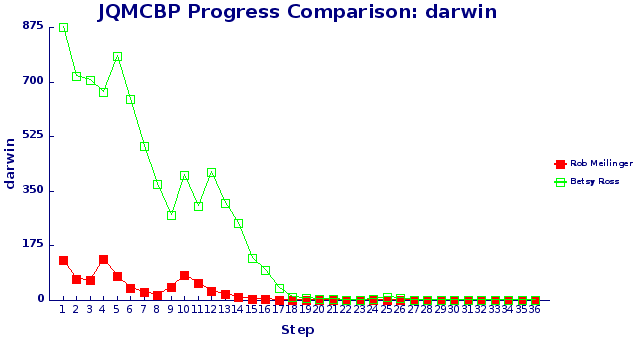 JQMCBP Progress Comparison: darwin
875
700
525
350
175
0
darwin
1 2 3 4 5 6 7 8 9 10 11 12 13 14 15 16 17 18 19 20 21 22 23 24 25 26 27 28 29 30 31 32 33 34 35 36
Step
Rob Meilinger
Betsy Ross